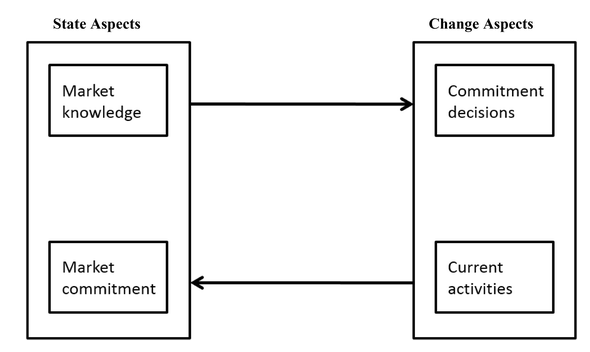 State Aspects
Change Aspects
Market
knowledge
Commitment
decisions
Market
commitment
Current
activities